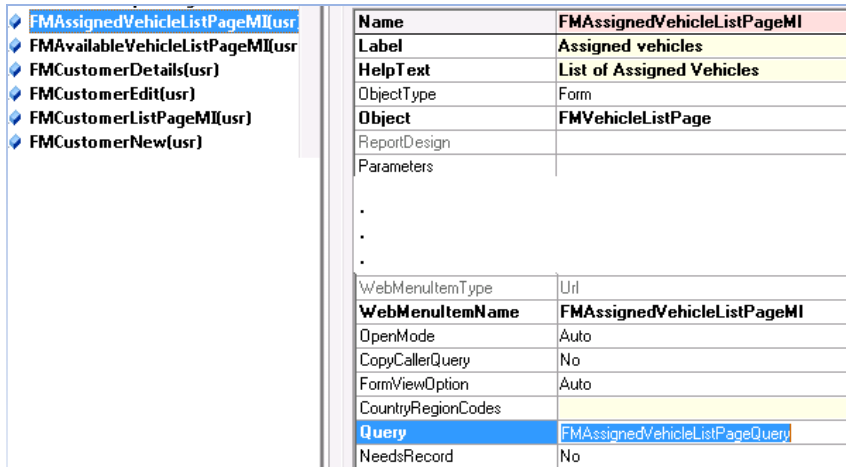 FMAssignedVehicleListPageMI(usr)
FMAvailableVehicleListPageMI(usr
FMCustomerDetails(usr)
FMCustomerEdit(usr)
FMCustomerListPageMI(usr)
FMCustomerNew(usr)
Name FMAssignedVehicleListPageMI
Label Assigned vehicles
HelpText List of Assigned Vehicles
ObjectType Form
Object FMVehicleListPage
ReportDesign
Parameters
.
.
.
WebMenuItemType Url
WebMenuItemName FMAssignedVehicleListPageMI
OpenMode Auto
CopyCallerQuery No
FormViewOption Auto
CountryRegionCodes
Query FMAssignedVehicleListPageQuery
NeedsRecord No